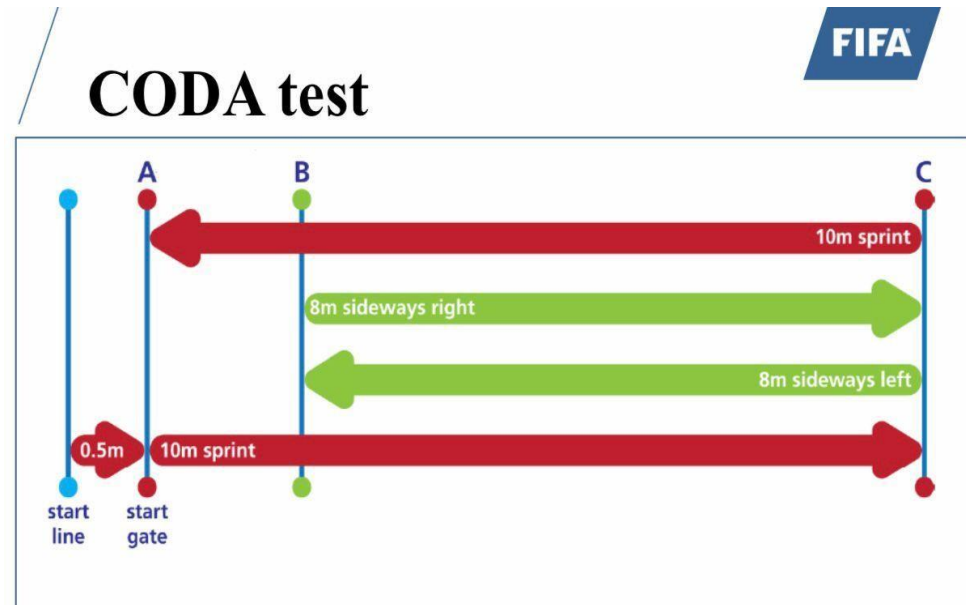 FIFA
CODA test
A B C
10m sprint
8m sideways right
8m sideways left
0.5m 10m sprint
start start
line gate